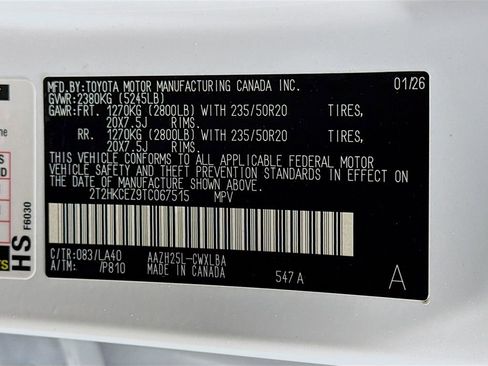 MFD.BY:TOYOTA MOTOR MANUFACTURING CANADA INC. 01/26
GVWR:2380KG (5245LB)
GAWR:FRT. 1270KG (2800LB) WITH 235/50R20 TIRES,
20X7.5J RIMS.
RR. 1270KG (2800LB) WITH 235/50R20 TIRES,
20X7.5J RIMS.
THIS VEHICLE CONFORMS TO ALL APPLICABLE FEDERAL MOTOR
VEHICLE SAFETY AND THEFT PREVENTION STANDARDS IN EFFECT
ON THE DATE OF MANUFACTURE SHOWN ABOVE.
2T2HKCEZ9TC067515 MPV
C/TR:083/LA40 AAZH25L-CWXLBA
A/TM: /P810 MADE IN CANADA 547A A
HS F6030